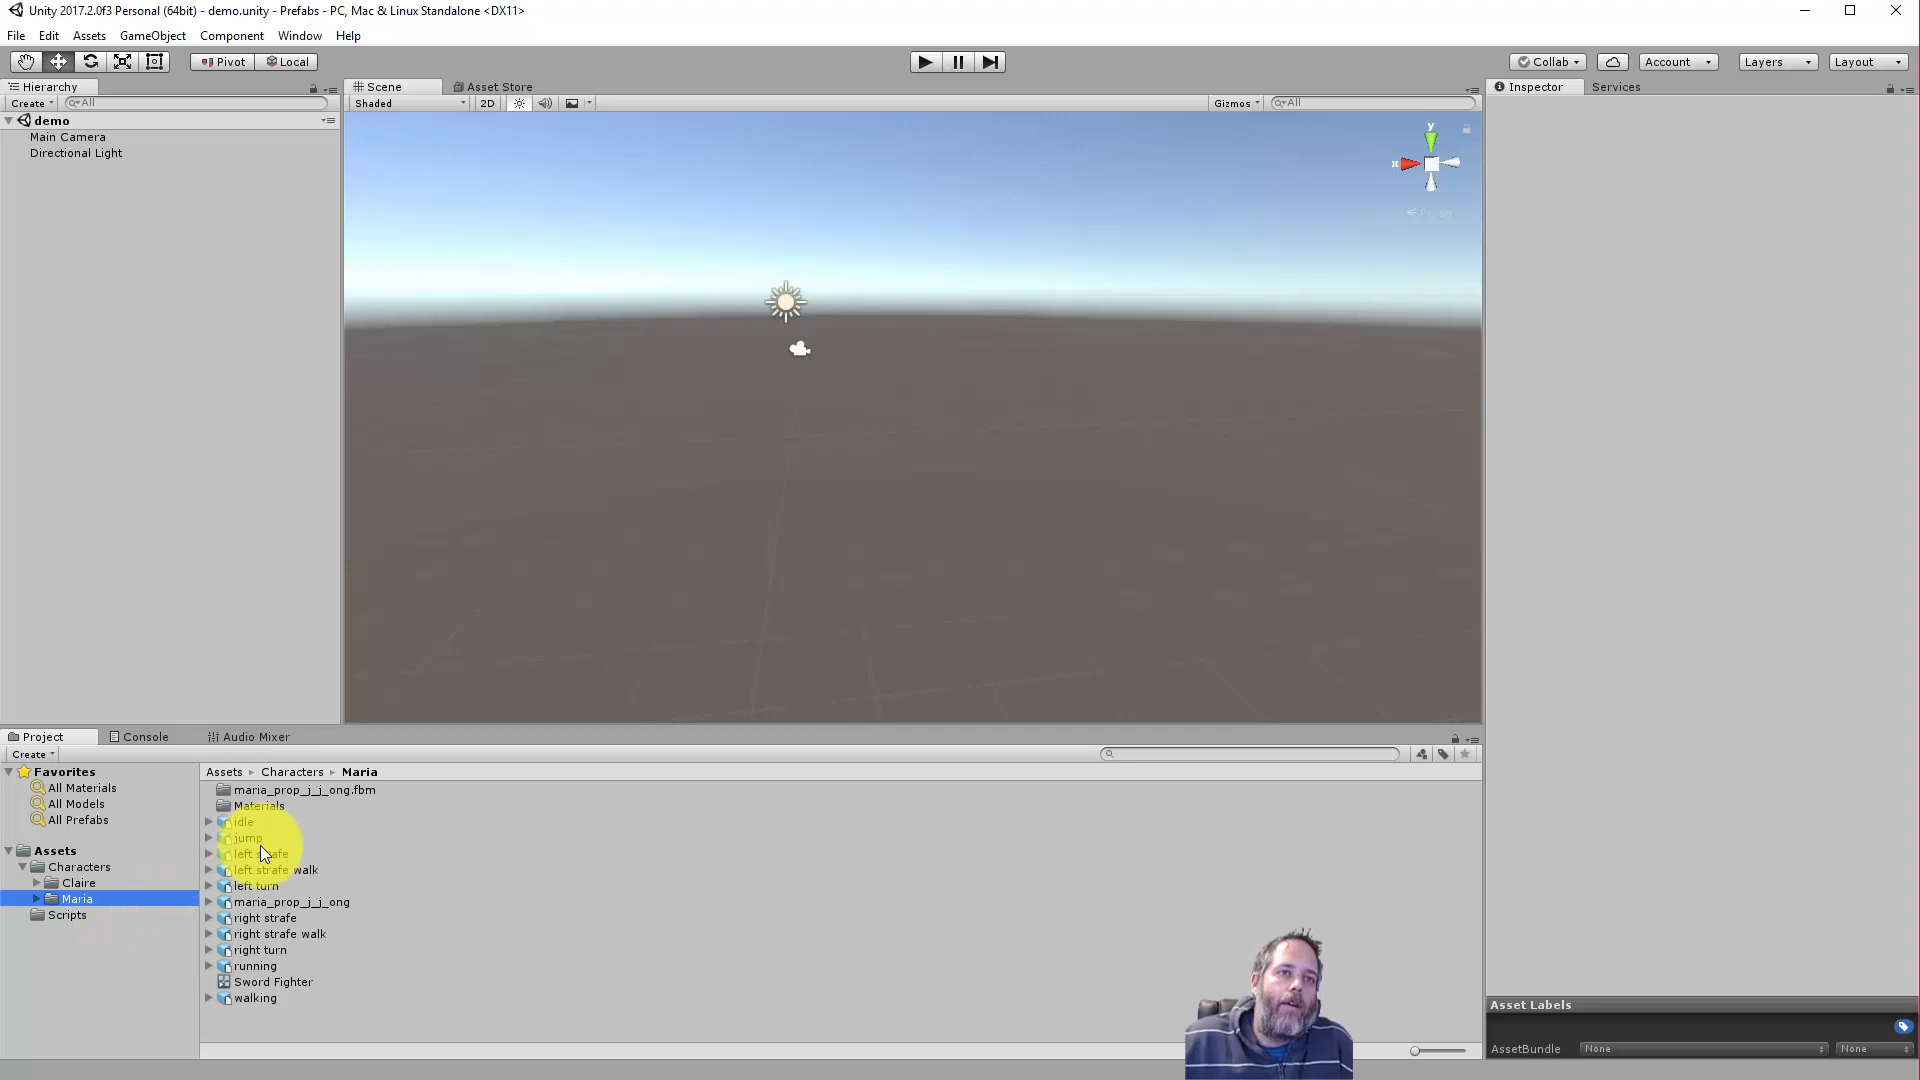 Unity 2017.2.0f3 Personal (64bit) - demo.unity - Prefabs - PC, Mac & Linux Standalone <DX11>
File Edit Assets GameObject Component Window Help
Pivot Local Collab Account Layers Layout
Hierarchy Scene Asset Store Inspector Services
Create All Shaded 2D Gizmos All
demo
Main Camera
Directional Light
y
x
Project Console Audio Mixer
Create
Favorites
All Materials
All Models
All Prefabs
Assets
Characters
Claire
Maria
Scripts
Assets Characters Maria
maria_prop_j_j_ong.fbm
Materials
idle
jump
left strafe
left strafe walk
left turn
maria_prop_j_j_ong
right strafe
right strafe walk
right turn
running
Sword Fighter
walking
Asset Labels
AssetBundle None None